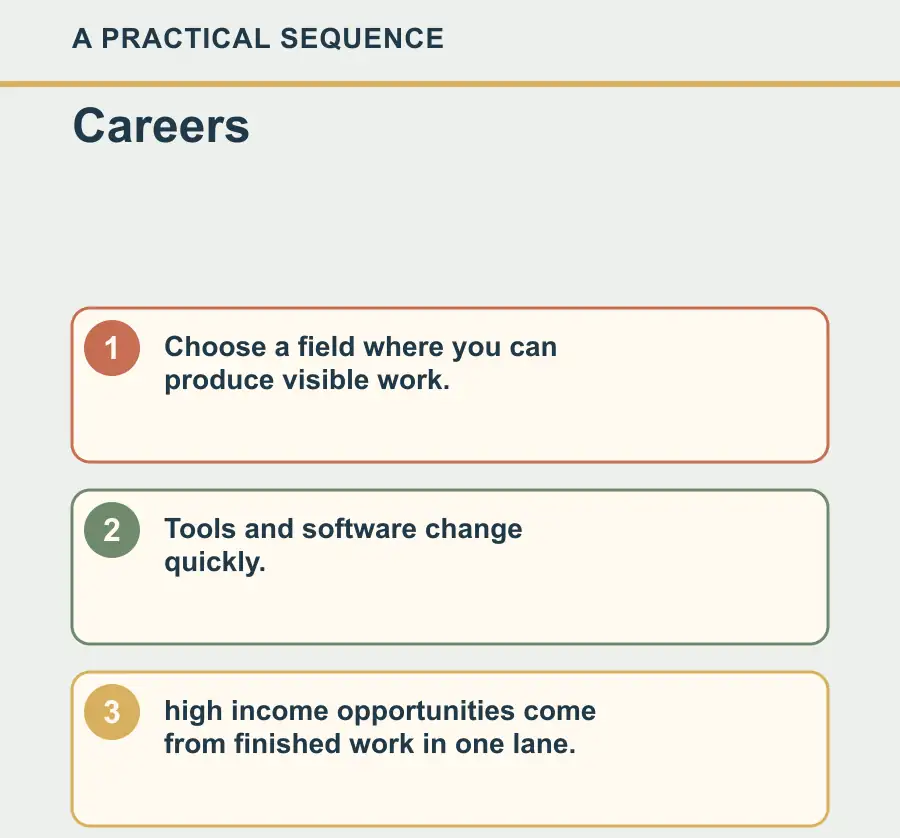 A PRACTICAL SEQUENCE
Careers
1
Choose a field where you can
produce visible work.
2
Tools and software change
quickly.
3
high income opportunities come
from finished work in one lane.